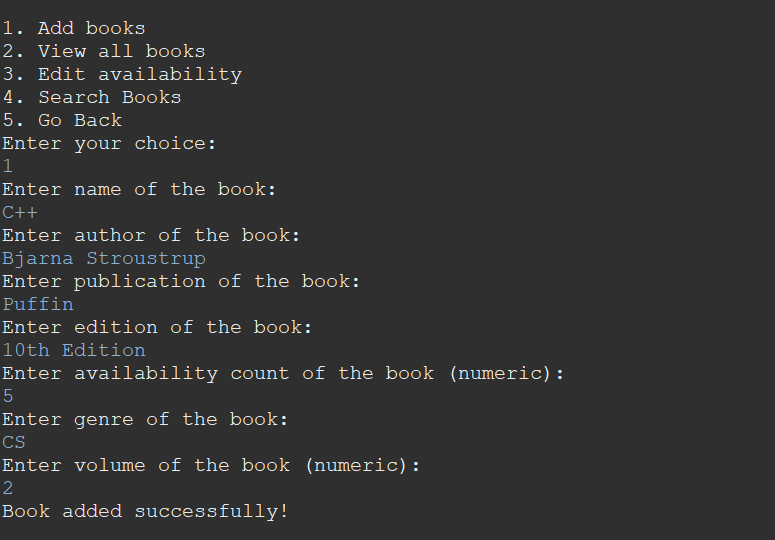 1. Add books
2. View all books
3. Edit availability
4. Search Books
5. Go Back
Enter your choice:
1
Enter name of the book:
C++
Enter author of the book:
Bjarna Stroustrup
Enter publication of the book:
Puffin
Enter edition of the book:
10th Edition
Enter availability count of the book (numeric):
5
Enter genre of the book:
CS
Enter volume of the book (numeric):
2
Book added successfully!